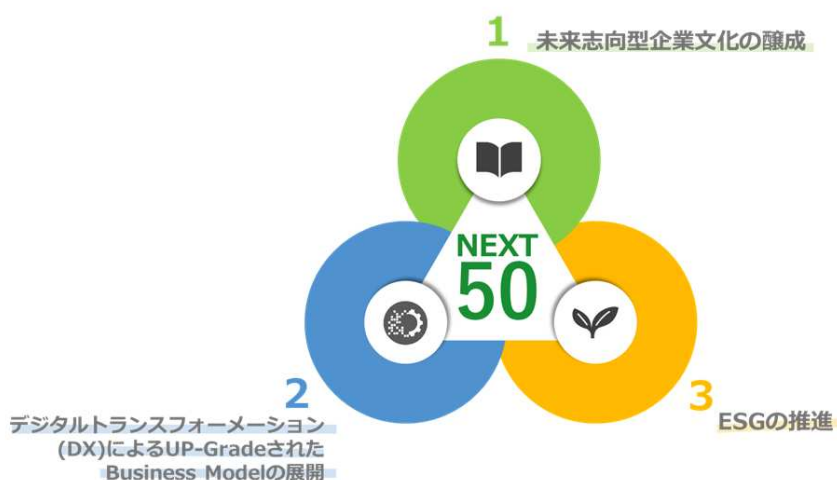 1
未来志向型企業文化の醸成
NEXT
50
2
デジタルトランスフォーメーション
(DX)によるUP-Gradeされた
Business Modelの展開
3
ESGの推進